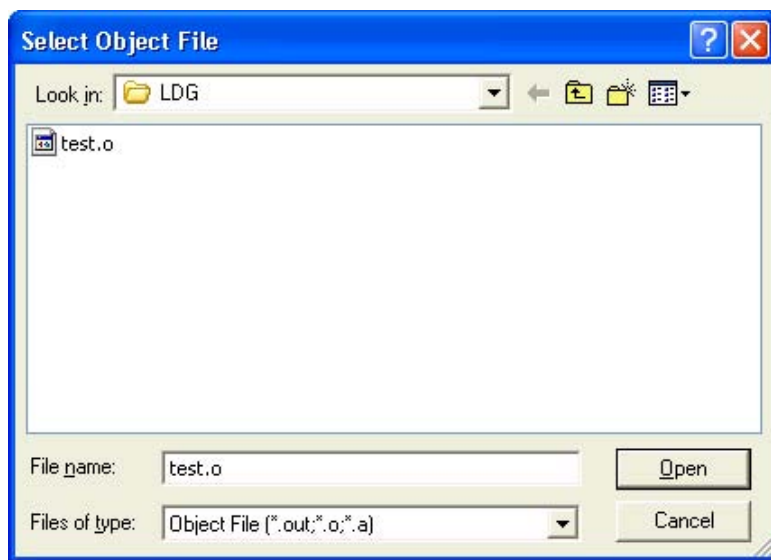 Select Object File
Look in: LDG
test.o
File name: test.o
Open
Files of type: Object File (*.out;*.o;*.a)
Cancel